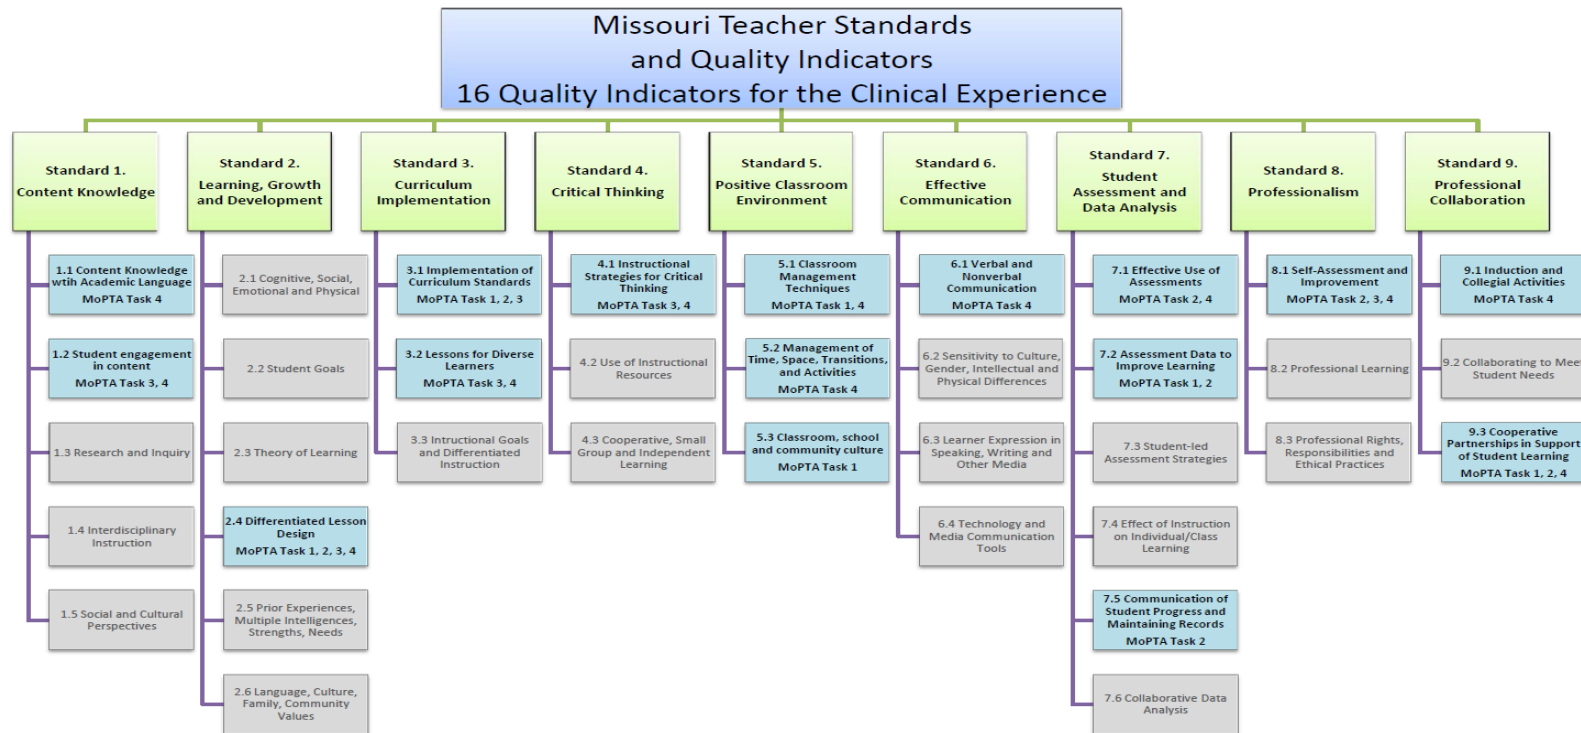 Missouri Teacher Standards
and Quality Indicators
16 Quality Indicators for the Clinical Experience
Standard 1.
Content Knowledge
1.1 Content Knowledge
wtih Academic Language
MoPTA Task 4
1.2 Student engagement
in content
MoPTA Task 3, 4
1.3 Research and Inquiry
1.4 Interdisciplinary
Instruction
1.5 Social and Cultural
Perspectives
Standard 2.
Learning, Growth
and Development
2.1 Cognitive, Social,
Emotional and Physical
2.2 Student Goals
2.3 Theory of Learning
2.4 Differentiated Lesson
Design
MoPTA Task 1, 2, 3, 4
2.5 Prior Experiences,
Multiple Intelligences,
Strengths, Needs
2.6 Language, Culture,
Family, Community
Values
Standard 3.
Curriculum
Implementation
3.1 Implementation of
Curriculum Standards
MoPTA Task 1, 2, 3
3.2 Lessons for Diverse
Learners
MoPTA Task 3, 4
3.3 Intructional Goals
and Differentiated
Instruction
Standard 4.
Critical Thinking
4.1 Instructional
Strategies for Critical
Thinking
MoPTA Task 3, 4
4.2 Use of Instructional
Resources
4.3 Cooperative, Small
Group and Independent
Learning
Standard 5.
Positive Classroom
Environment
5.1 Classroom
Management
Techniques
MoPTA Task 1, 4
5.2 Management of
Time, Space, Transitions,
and Activities
MoPTA Task 4
5.3 Classroom, school
and community culture
MoPTA Task 1
Standard 6.
Effective
Communication
6.1 Verbal and
Nonverbal
Communication
MoPTA Task 4
6.2 Sensitivity to Culture,
Gender, Intellectual and
Physical Differences
6.3 Learner Expression in
Speaking, Writing and
Other Media
6.4 Technology and
Media Communication
Tools
Standard 7.
Student
Assessment and
Data Analysis
7.1 Effective Use of
Assessments
MoPTA Task 2, 4
7.2 Assessment Data to
Improve Learning
MoPTA Task 1, 2
7.3 Student-led
Assessment Strategies
7.4 Effect of Instruction
on Individual/Class
Learning
7.5 Communication of
Student Progress and
Maintaining Records
MoPTA Task 2
7.6 Collaborative Data
Analysis
Standard 8.
Professionalism
8.1 Self-Assessment and
Improvement
MoPTA Task 2, 3, 4
8.2 Professional Learning
8.3 Professional Rights,
Responsibilities and
Ethical Practices
Standard 9.
Professional
Collaboration
9.1 Induction and
Collegial Activities
MoPTA Task 4
9.2 Collaborating to Meet
Student Needs
9.3 Cooperative
Partnerships in Support
of Student Learning
MoPTA Task 1, 2, 4